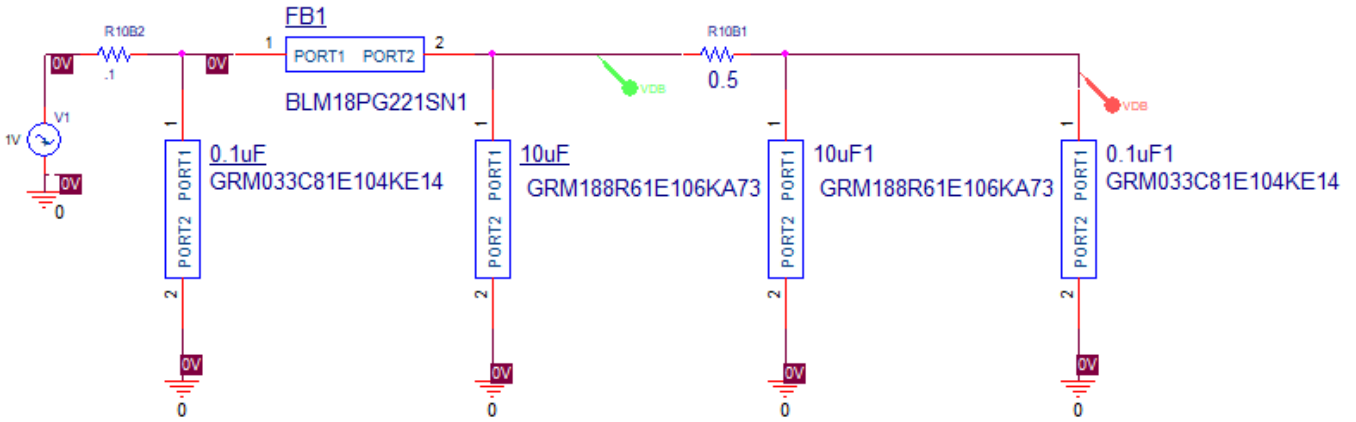 FB1
R10B2
.1
0V
0V
1
PORT1 PORT2
2
BLM18PG221SN1
VDB
R10B1
0.5
VDB
V1
1V
0V
0
1
PORT1
PORT2
2
0.1uF
GRM033C81E104KE14
0V
0
1
PORT1
PORT2
2
10uF
GRM188R61E106KA73
0V
0
1
PORT1
PORT2
2
10uF1
GRM188R61E106KA73
0V
0
1
PORT1
PORT2
2
0.1uF1
GRM033C81E104KE14
0V
0